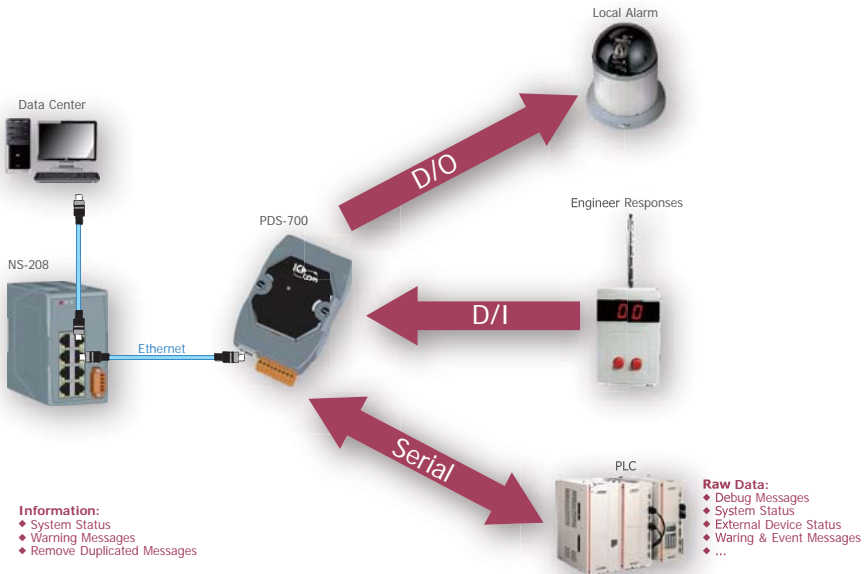 Local Alarm
Data Center
D/O
Engineer Responses
PDS-700
NS-208
00
D/I
Ethernet
Serial
PLC
Raw Data:
◆ Debug Messages
◆ System Status
◆ External Device Status
◆ Waring & Event Messages
◆ ...
Information:
◆ System Status
◆ Warning Messages
◆ Remove Duplicated Messages